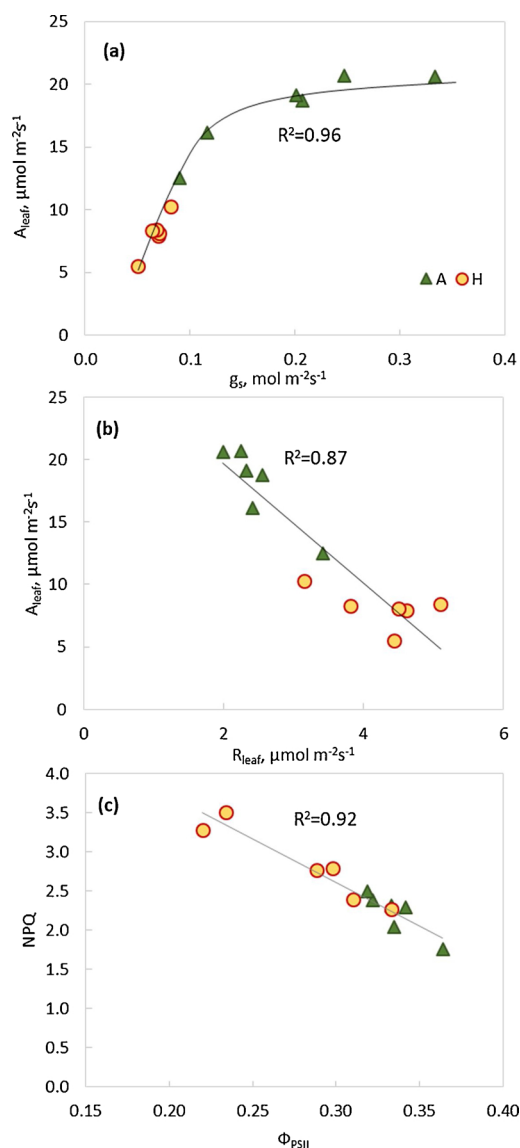 25
(a)
20
15
R²=0.96
10
5
A H
0
0.0 0.1 0.2 0.3 0.4
A_leaf, µmol m⁻²s⁻¹
g_s, mol m⁻²s⁻¹
25
(b)
20
R²=0.87
15
10
5
0
0 2 4 6
A_leaf, µmol m⁻²s⁻¹
R_leaf, µmol m⁻²s⁻¹
4.0
(c)
3.5
R²=0.92
3.0
2.5
2.0
1.5
1.0
0.5
0.0
0.15 0.20 0.25 0.30 0.35 0.40
NPQ
Φ_PSII